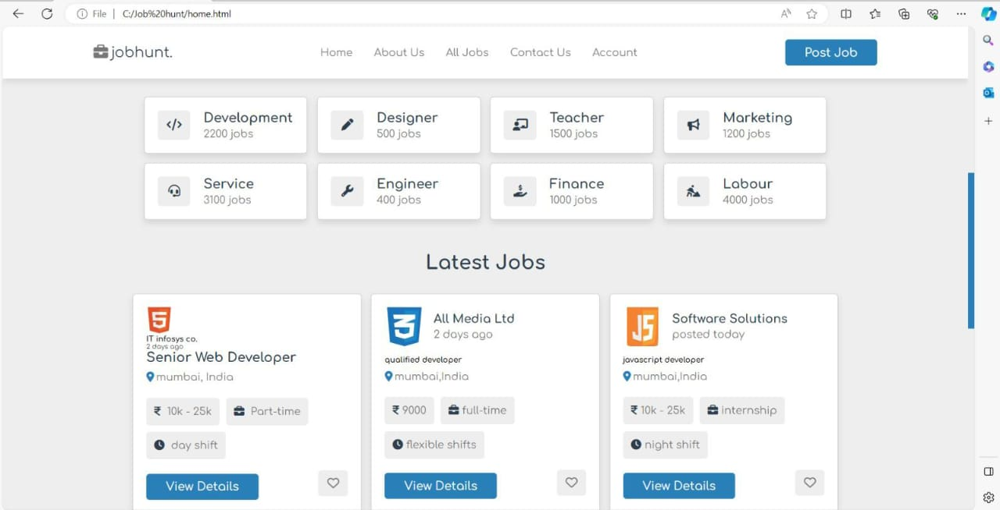 File C:/Job%20hunt/home.html
jobhunt. Home About Us All Jobs Contact Us Account Post Job
Development Designer Teacher Marketing
2200 jobs 500 jobs 1500 jobs 1200 jobs
Service Engineer Finance Labour
3100 jobs 400 jobs 1000 jobs 4000 jobs
Latest Jobs
5
IT infosys co.
2 days ago
Senior Web Developer
mumbai, India
₹ 10k - 25k Part-time
day shift
View Details
3
All Media Ltd
2 days ago
qualified developer
mumbai,India
₹ 9000 full-time
flexible shifts
View Details
JS
Software Solutions
posted today
javascript developer
mumbai,India
₹ 10k - 25k internship
night shift
View Details